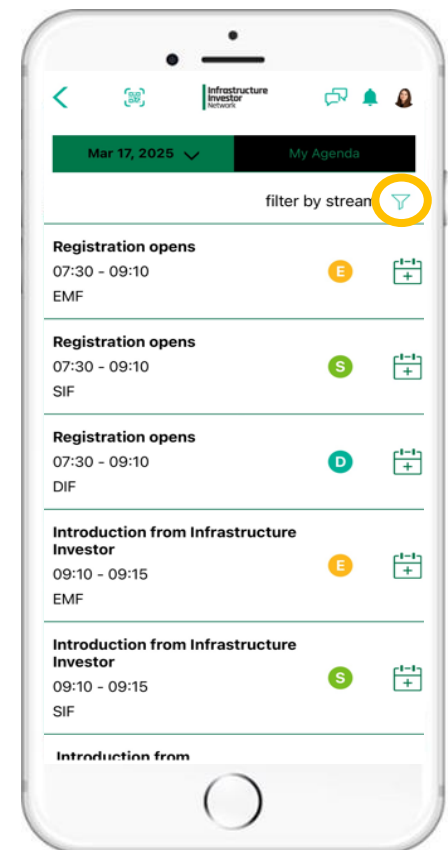 Infrastructure
Investor
Network
Mar 17, 2025
My Agenda
filter by stream
Registration opens
07:30 - 09:10
E
EMF
Registration opens
07:30 - 09:10
S
SIF
Registration opens
07:30 - 09:10
D
DIF
Introduction from Infrastructure
Investor
09:10 - 09:15
E
EMF
Introduction from Infrastructure
Investor
09:10 - 09:15
S
SIF
Introduction from